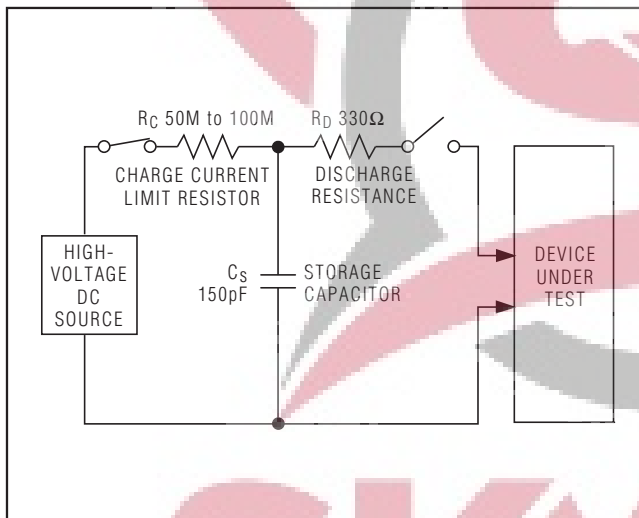 RC 50M to 100M
RD 330Ω
CHARGE CURRENT
LIMIT RESISTOR
DISCHARGE
RESISTANCE
HIGH-
VOLTAGE
DC
SOURCE
CS
150pF
STORAGE
CAPACITOR
DEVICE
UNDER
TEST